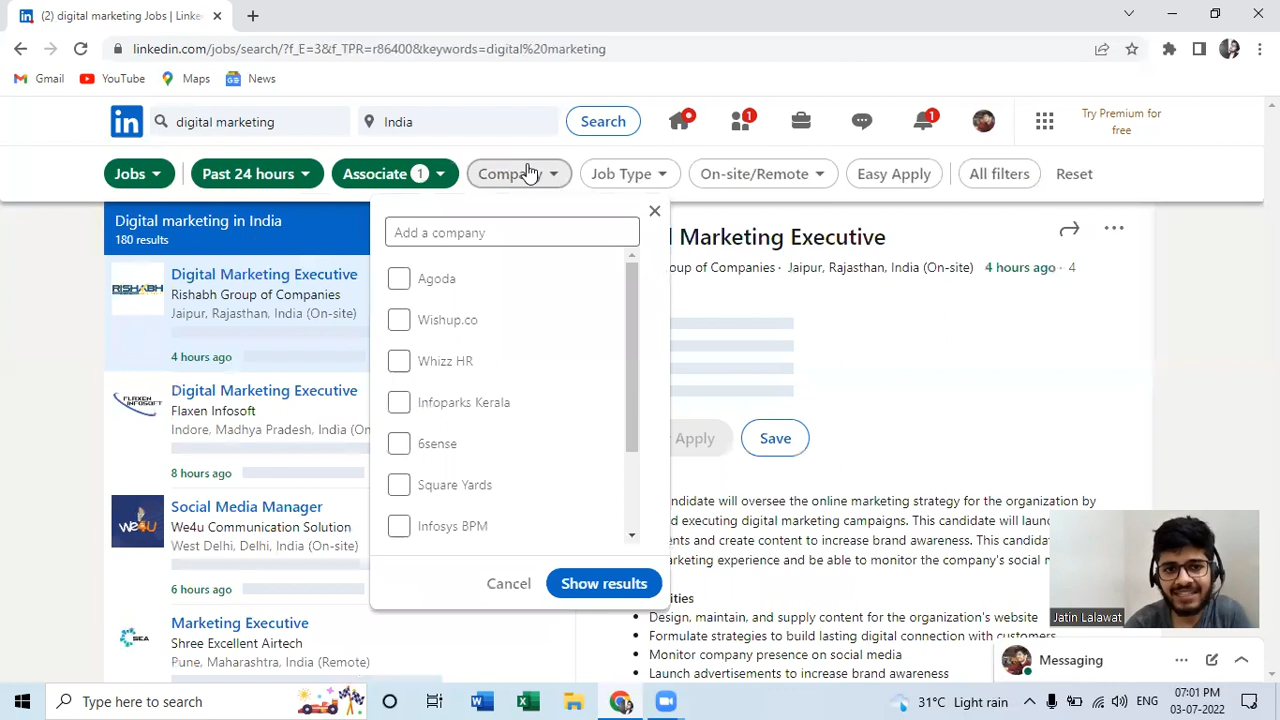 (2) digital marketing Jobs | Linke
linkedin.com/jobs/search/?f_E=3&f_TPR=r86400&keywords=digital%20marketing
Gmail YouTube Maps News
in digital marketing India Search 1 1 Try Premium for
free
Jobs Past 24 hours Associate 1 Company Job Type On-site/Remote Easy Apply All filters Reset
Digital marketing in India
180 results
Digital Marketing Executive
RISHABH
Rishabh Group of Companies
Jaipur, Rajasthan, India (On-site)
4 hours ago
Digital Marketing Executive
FLAXEN INFOSOFT
Flaxen Infosoft
Indore, Madhya Pradesh, India (On
8 hours ago
Social Media Manager
We4U
We4u Communication Solution
West Delhi, Delhi, India (On-site)
6 hours ago
Marketing Executive
SEA
Shree Excellent Airtech
Pune, Maharashtra, India (Remote)
Add a company
Agoda
Wishup.co
Whizz HR
Infoparks Kerala
6sense
Square Yards
Infosys BPM
Cancel Show results
l Marketing Executive
oup of Companies · Jaipur, Rajasthan, India (On-site) 4 hours ago · 4
Apply Save
ndidate will oversee the online marketing strategy for the organization by
d executing digital marketing campaigns. This candidate will launc
ents and create content to increase brand awareness. This candida
rketing experience and be able to monitor the company's social m
ities
• Design, maintain, and supply content for the organization's website
• Formulate strategies to build lasting digital connection with customers
• Monitor company presence on social media
• Launch advertisements to increase brand awareness
Jatin Lalawat
Messaging
Type here to search
31°C Light rain ENG 07:01 PM
03-07-2022